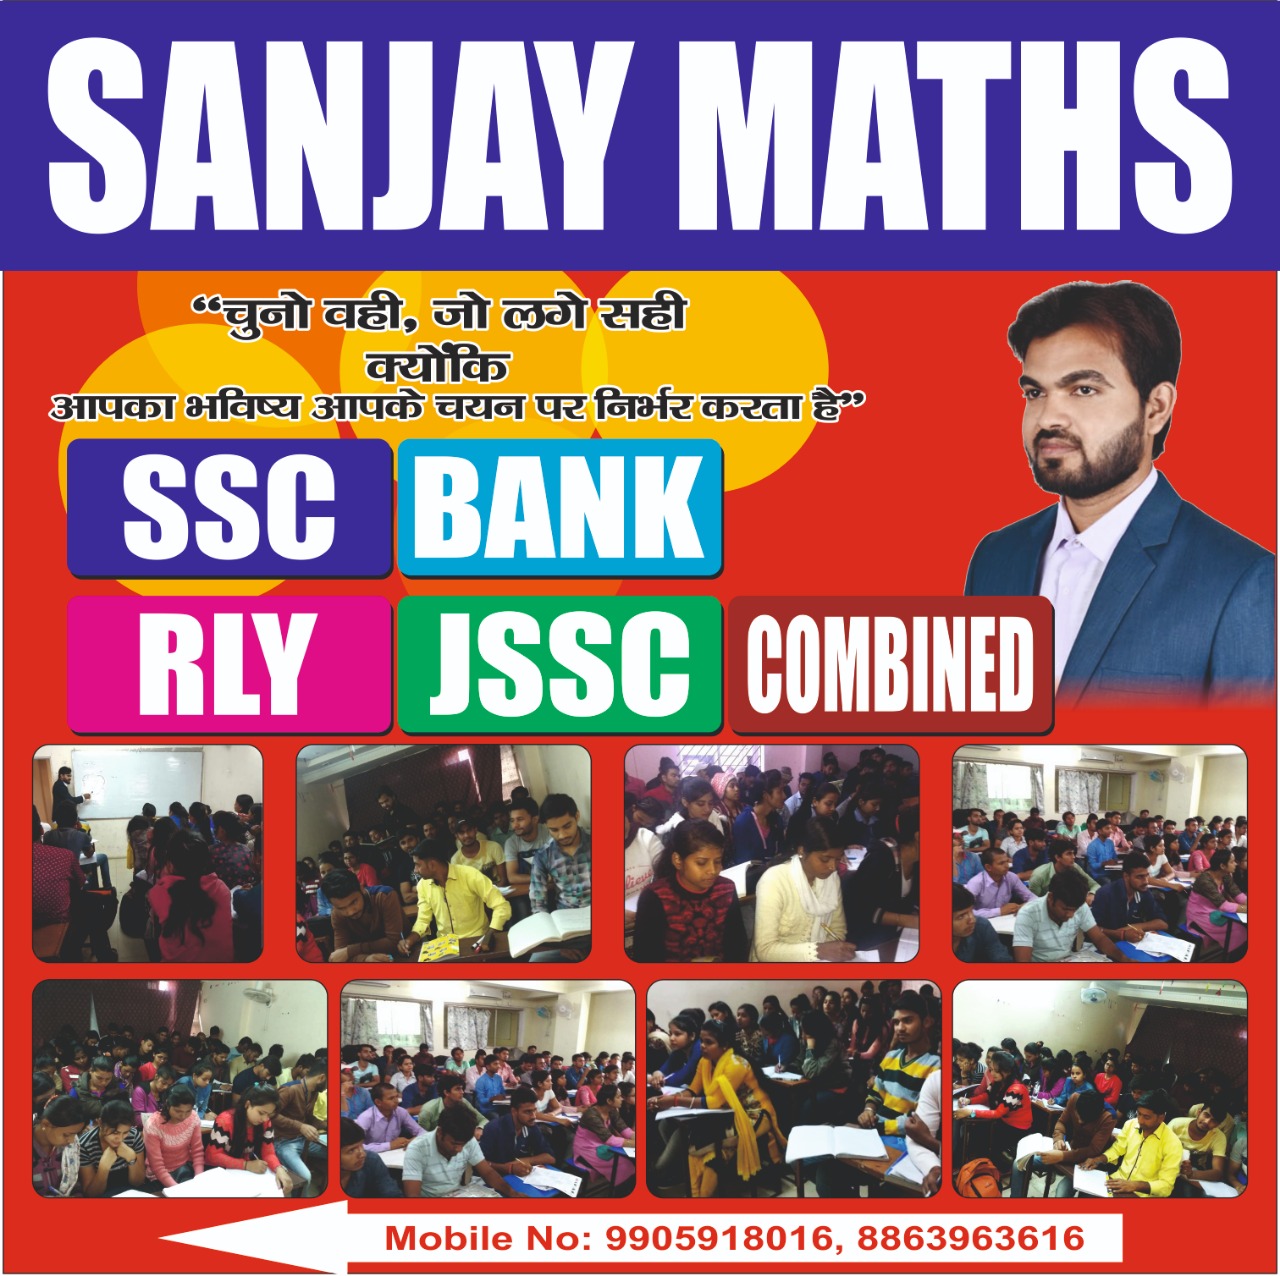 SANJAY MATHS
“चुनो वही, जो लगे सही
क्योंकि
आपका भविष्य आपके चयन पर निर्भर करता है”
SSC BANK
RLY JSSC COMBINED
Mobile No: 9905918016, 8863963616